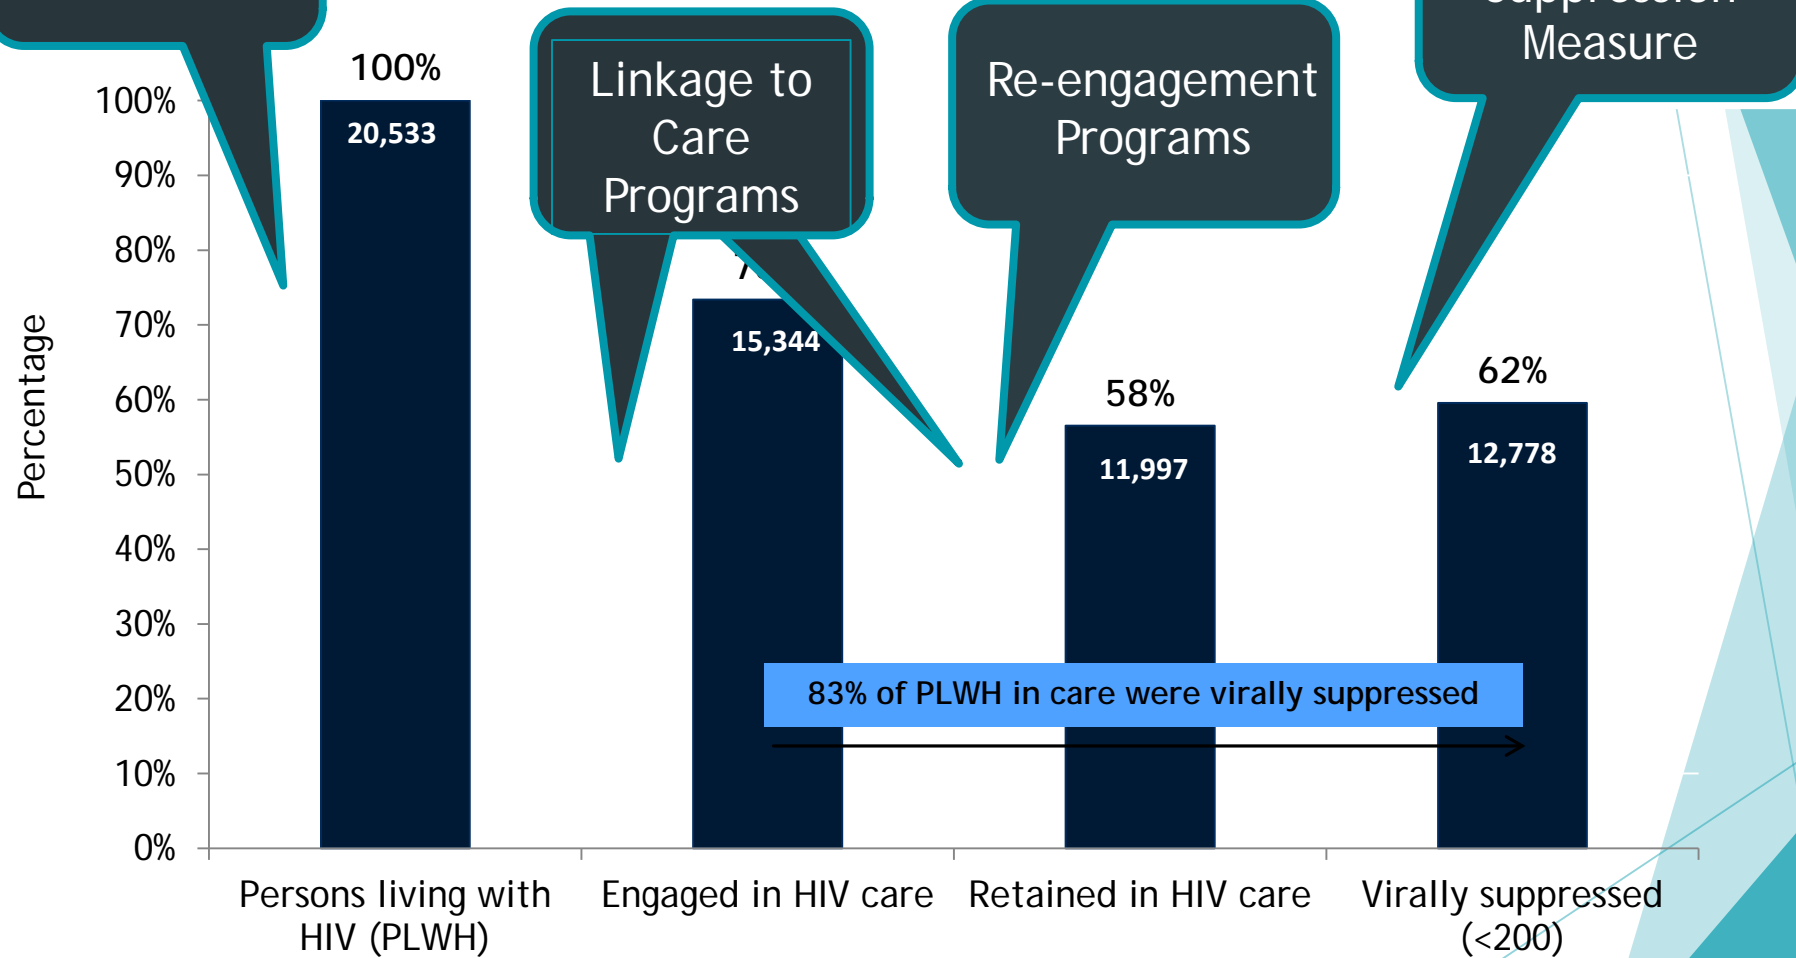 Measure
Linkage to
Care
Programs
Re-engagement
Programs
100%
100%
90%
80%
70%
60%
50%
40%
30%
20%
10%
0%
Percentage
20,533
15,344
58%
11,997
62%
12,778
83% of PLWH in care were virally suppressed
Persons living with
HIV (PLWH)
Engaged in HIV care
Retained in HIV care
Virally suppressed
(<200)